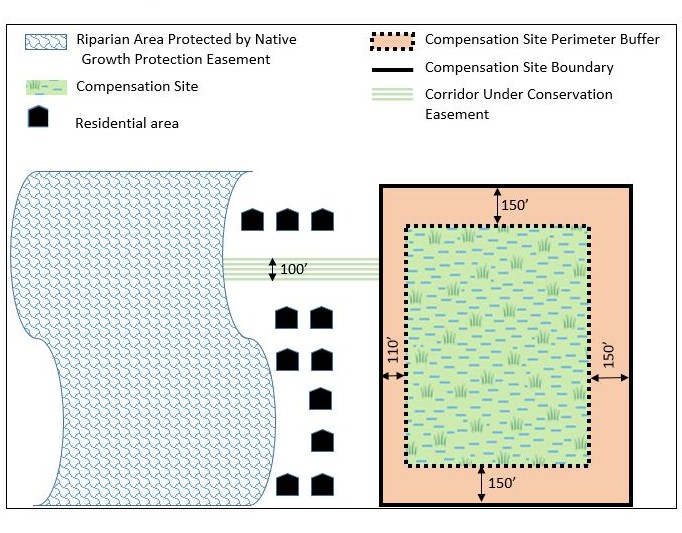 Riparian Area Protected by Native
Growth Protection Easement
Compensation Site
Residential area
Compensation Site Perimeter Buffer
Compensation Site Boundary
Corridor Under Conservation
Easement
150’
100’
110’
150’
150’